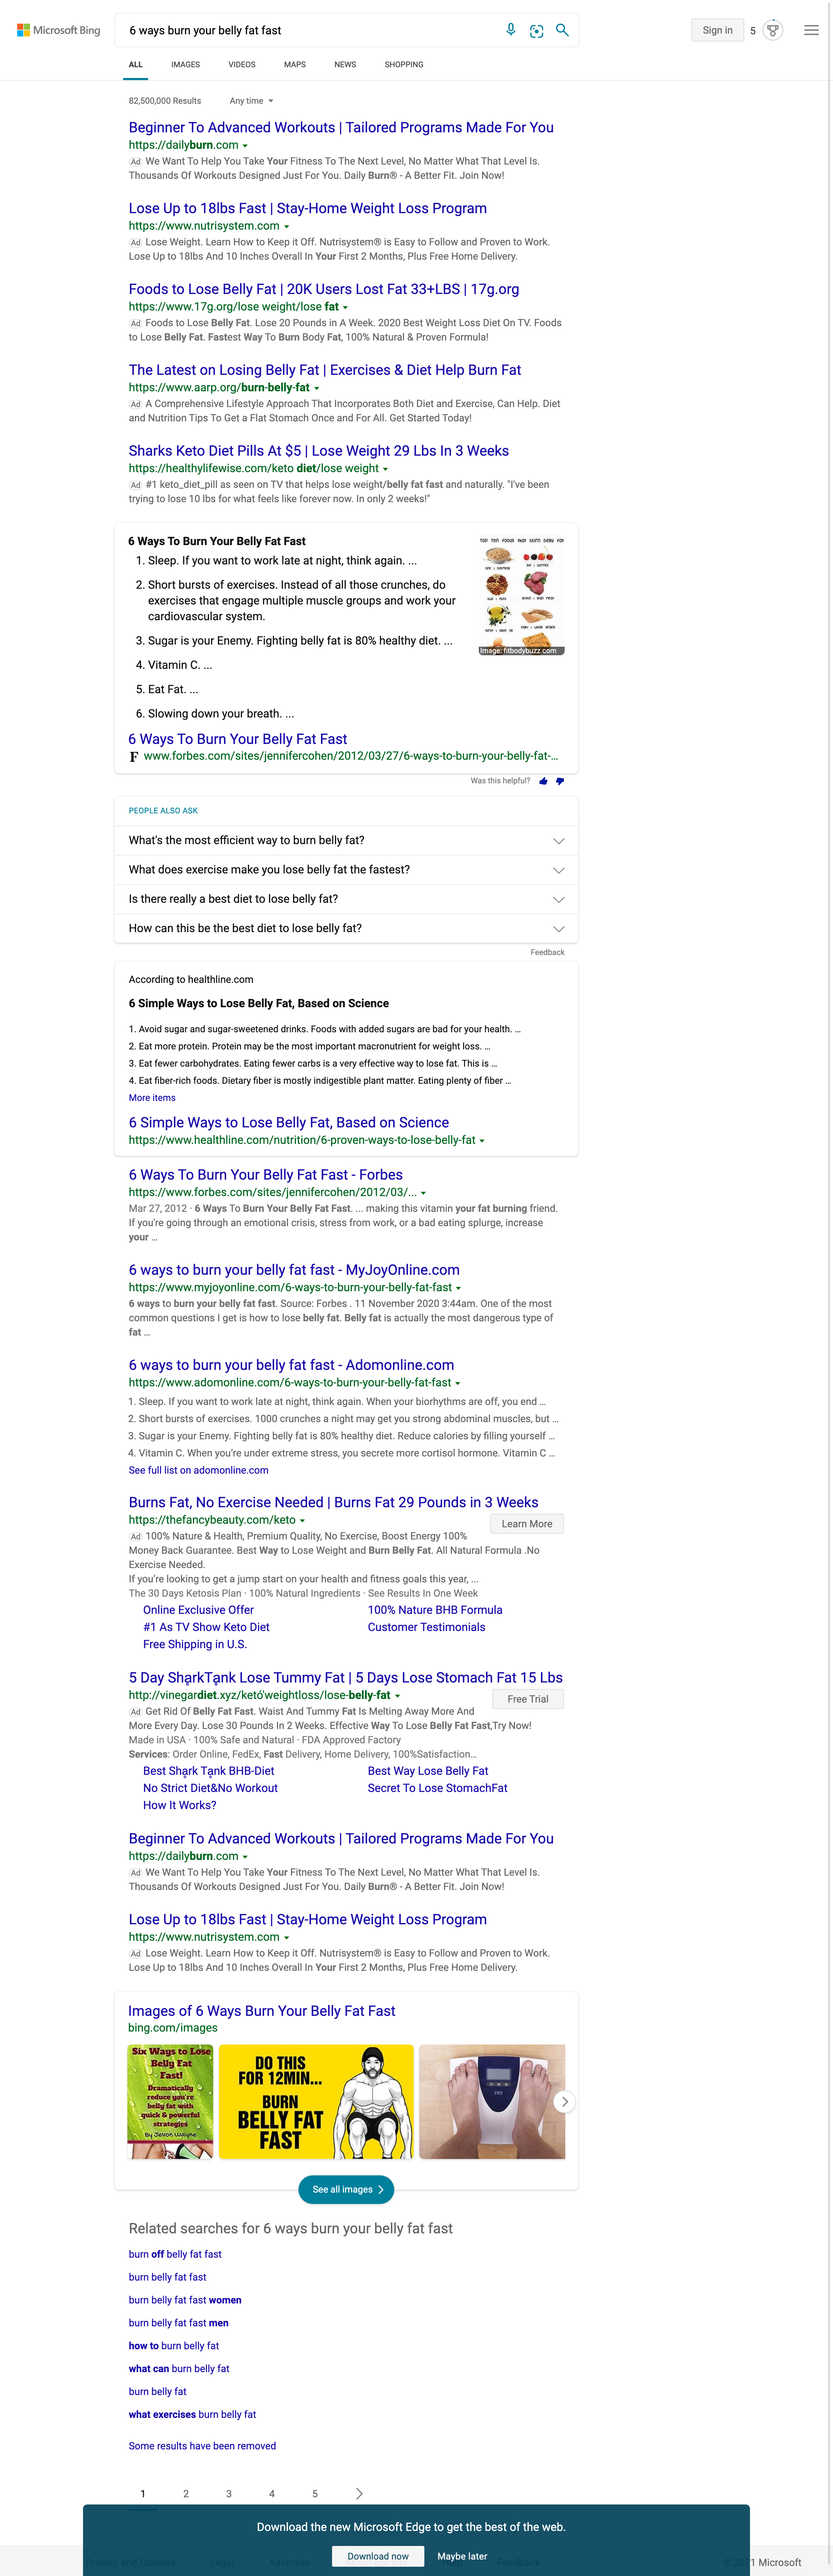 Microsoft Bing
6 ways burn your belly fat fast
Sign in
5
ALL IMAGES VIDEOS MAPS NEWS SHOPPING
82,500,000 Results Any time
Beginner To Advanced Workouts | Tailored Programs Made For You
https://dailyburn.com
Ad We Want To Help You Take Your Fitness To The Next Level, No Matter What That Level Is.
Thousands Of Workouts Designed Just For You. Daily Burn® - A Better Fit. Join Now!
Lose Up to 18lbs Fast | Stay-Home Weight Loss Program
https://www.nutrisystem.com
Ad Lose Weight. Learn How to Keep it Off. Nutrisystem® is Easy to Follow and Proven to Work.
Lose Up to 18lbs And 10 Inches Overall In Your First 2 Months, Plus Free Home Delivery.
Foods to Lose Belly Fat | 20K Users Lost Fat 33+LBS | 17g.org
https://www.17g.org/lose weight/lose fat
Ad Foods to Lose Belly Fat. Lose 20 Pounds in A Week. 2020 Best Weight Loss Diet On TV. Foods
to Lose Belly Fat. Fastest Way To Burn Body Fat, 100% Natural & Proven Formula!
The Latest on Losing Belly Fat | Exercises & Diet Help Burn Fat
https://www.aarp.org/burn-belly-fat
Ad A Comprehensive Lifestyle Approach That Incorporates Both Diet and Exercise, Can Help. Diet
and Nutrition Tips To Get a Flat Stomach Once and For All. Get Started Today!
Sharks Keto Diet Pills At $5 | Lose Weight 29 Lbs In 3 Weeks
https://healthylifewise.com/keto diet/lose weight
Ad #1 keto_diet_pill as seen on TV that helps lose weight/belly fat fast and naturally. "I've been
trying to lose 10 lbs for what feels like forever now. In only 2 weeks!"
6 Ways To Burn Your Belly Fat Fast
1. Sleep. If you want to work late at night, think again. ...
2. Short bursts of exercises. Instead of all those crunches, do
exercises that engage multiple muscle groups and work your
cardiovascular system.
3. Sugar is your Enemy. Fighting belly fat is 80% healthy diet. ...
4. Vitamin C. ...
5. Eat Fat. ...
6. Slowing down your breath. ...
Image: fitbodybuzz.com
6 Ways To Burn Your Belly Fat Fast
F www.forbes.com/sites/jennifercohen/2012/03/27/6-ways-to-burn-your-belly-fat-...
Was this helpful?
PEOPLE ALSO ASK
What's the most efficient way to burn belly fat?
What does exercise make you lose belly fat the fastest?
Is there really a best diet to lose belly fat?
How can this be the best diet to lose belly fat?
Feedback
According to healthline.com
6 Simple Ways to Lose Belly Fat, Based on Science
1. Avoid sugar and sugar-sweetened drinks. Foods with added sugars are bad for your health. ...
2. Eat more protein. Protein may be the most important macronutrient for weight loss. ...
3. Eat fewer carbohydrates. Eating fewer carbs is a very effective way to lose fat. This is ...
4. Eat fiber-rich foods. Dietary fiber is mostly indigestible plant matter. Eating plenty of fiber ...
More items
6 Simple Ways to Lose Belly Fat, Based on Science
https://www.healthline.com/nutrition/6-proven-ways-to-lose-belly-fat
6 Ways To Burn Your Belly Fat Fast - Forbes
https://www.forbes.com/sites/jennifercohen/2012/03/...
Mar 27, 2012 · 6 Ways To Burn Your Belly Fat Fast. ... making this vitamin your fat burning friend.
If you're going through an emotional crisis, stress from work, or a bad eating splurge, increase
your ...
6 ways to burn your belly fat fast - MyJoyOnline.com
https://www.myjoyonline.com/6-ways-to-burn-your-belly-fat-fast
6 ways to burn your belly fat fast. Source: Forbes . 11 November 2020 3:44am. One of the most
common questions I get is how to lose belly fat. Belly fat is actually the most dangerous type of
fat ...
6 ways to burn your belly fat fast - Adomonline.com
https://www.adomonline.com/6-ways-to-burn-your-belly-fat-fast
1. Sleep. If you want to work late at night, think again. When your biorhythms are off, you end ...
2. Short bursts of exercises. 1000 crunches a night may get you strong abdominal muscles, but ...
3. Sugar is your Enemy. Fighting belly fat is 80% healthy diet. Reduce calories by filling yourself ...
4. Vitamin C. When you're under extreme stress, you secrete more cortisol hormone. Vitamin C ...
See full list on adomonline.com
Burns Fat, No Exercise Needed | Burns Fat 29 Pounds in 3 Weeks
https://thefancybeauty.com/keto
Learn More
Ad 100% Nature & Health, Premium Quality, No Exercise, Boost Energy 100%
Money Back Guarantee. Best Way to Lose Weight and Burn Belly Fat. All Natural Formula .No
Exercise Needed.
If you're looking to get a jump start on your health and fitness goals this year, ...
The 30 Days Ketosis Plan · 100% Natural Ingredients · See Results In One Week
Online Exclusive Offer 100% Nature BHB Formula
#1 As TV Show Keto Diet Customer Testimonials
Free Shipping in U.S.
5 Day Shạrk Tạnk Lose Tummy Fat | 5 Days Lose Stomach Fat 15 Lbs
http://vinegardiet.xyz/ketó'weightloss/lose-belly-fat
Free Trial
Ad Get Rid Of Belly Fat Fast. Waist And Tummy Fat Is Melting Away More And
More Every Day. Lose 30 Pounds In 2 Weeks. Effective Way To Lose Belly Fat Fast,Try Now!
Made in USA · 100% Safe and Natural · FDA Approved Factory
Services: Order Online, FedEx, Fast Delivery, Home Delivery, 100%Satisfaction...
Best Shạrk Tạnk BHB-Diet Best Way Lose Belly Fat
No Strict Diet&No Workout Secret To Lose StomachFat
How It Works?
Beginner To Advanced Workouts | Tailored Programs Made For You
https://dailyburn.com
Ad We Want To Help You Take Your Fitness To The Next Level, No Matter What That Level Is.
Thousands Of Workouts Designed Just For You. Daily Burn® - A Better Fit. Join Now!
Lose Up to 18lbs Fast | Stay-Home Weight Loss Program
https://www.nutrisystem.com
Ad Lose Weight. Learn How to Keep it Off. Nutrisystem® is Easy to Follow and Proven to Work.
Lose Up to 18lbs And 10 Inches Overall In Your First 2 Months, Plus Free Home Delivery.
Images of 6 Ways Burn Your Belly Fat Fast
bing.com/images
Six Ways to Lose
Belly Fat
Fast!
Dramatically
reduce you're
belly fat with
quick & powerful
strategies
By Jevon Wayne
DO THIS
FOR 12MIN...
BURN
BELLY FAT
FAST
See all images
Related searches for 6 ways burn your belly fat fast
burn off belly fat fast
burn belly fat fast
burn belly fat fast women
burn belly fat fast men
how to burn belly fat
what can burn belly fat
burn belly fat
what exercises burn belly fat
Some results have been removed
1 2 3 4 5
Download the new Microsoft Edge to get the best of the web.
Download now Maybe later
Privacy and Cookies Legal Advertise Help Feedback © 2021 Microsoft